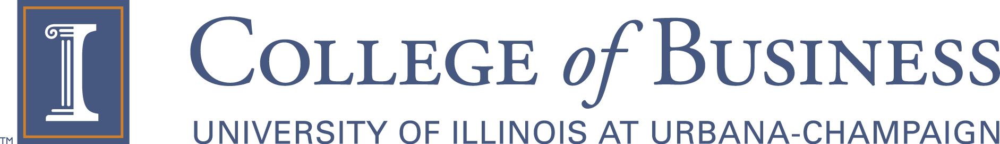 COLLEGE of BUSINESS
UNIVERSITY OF ILLINOIS AT URBANA-CHAMPAIGN
TM